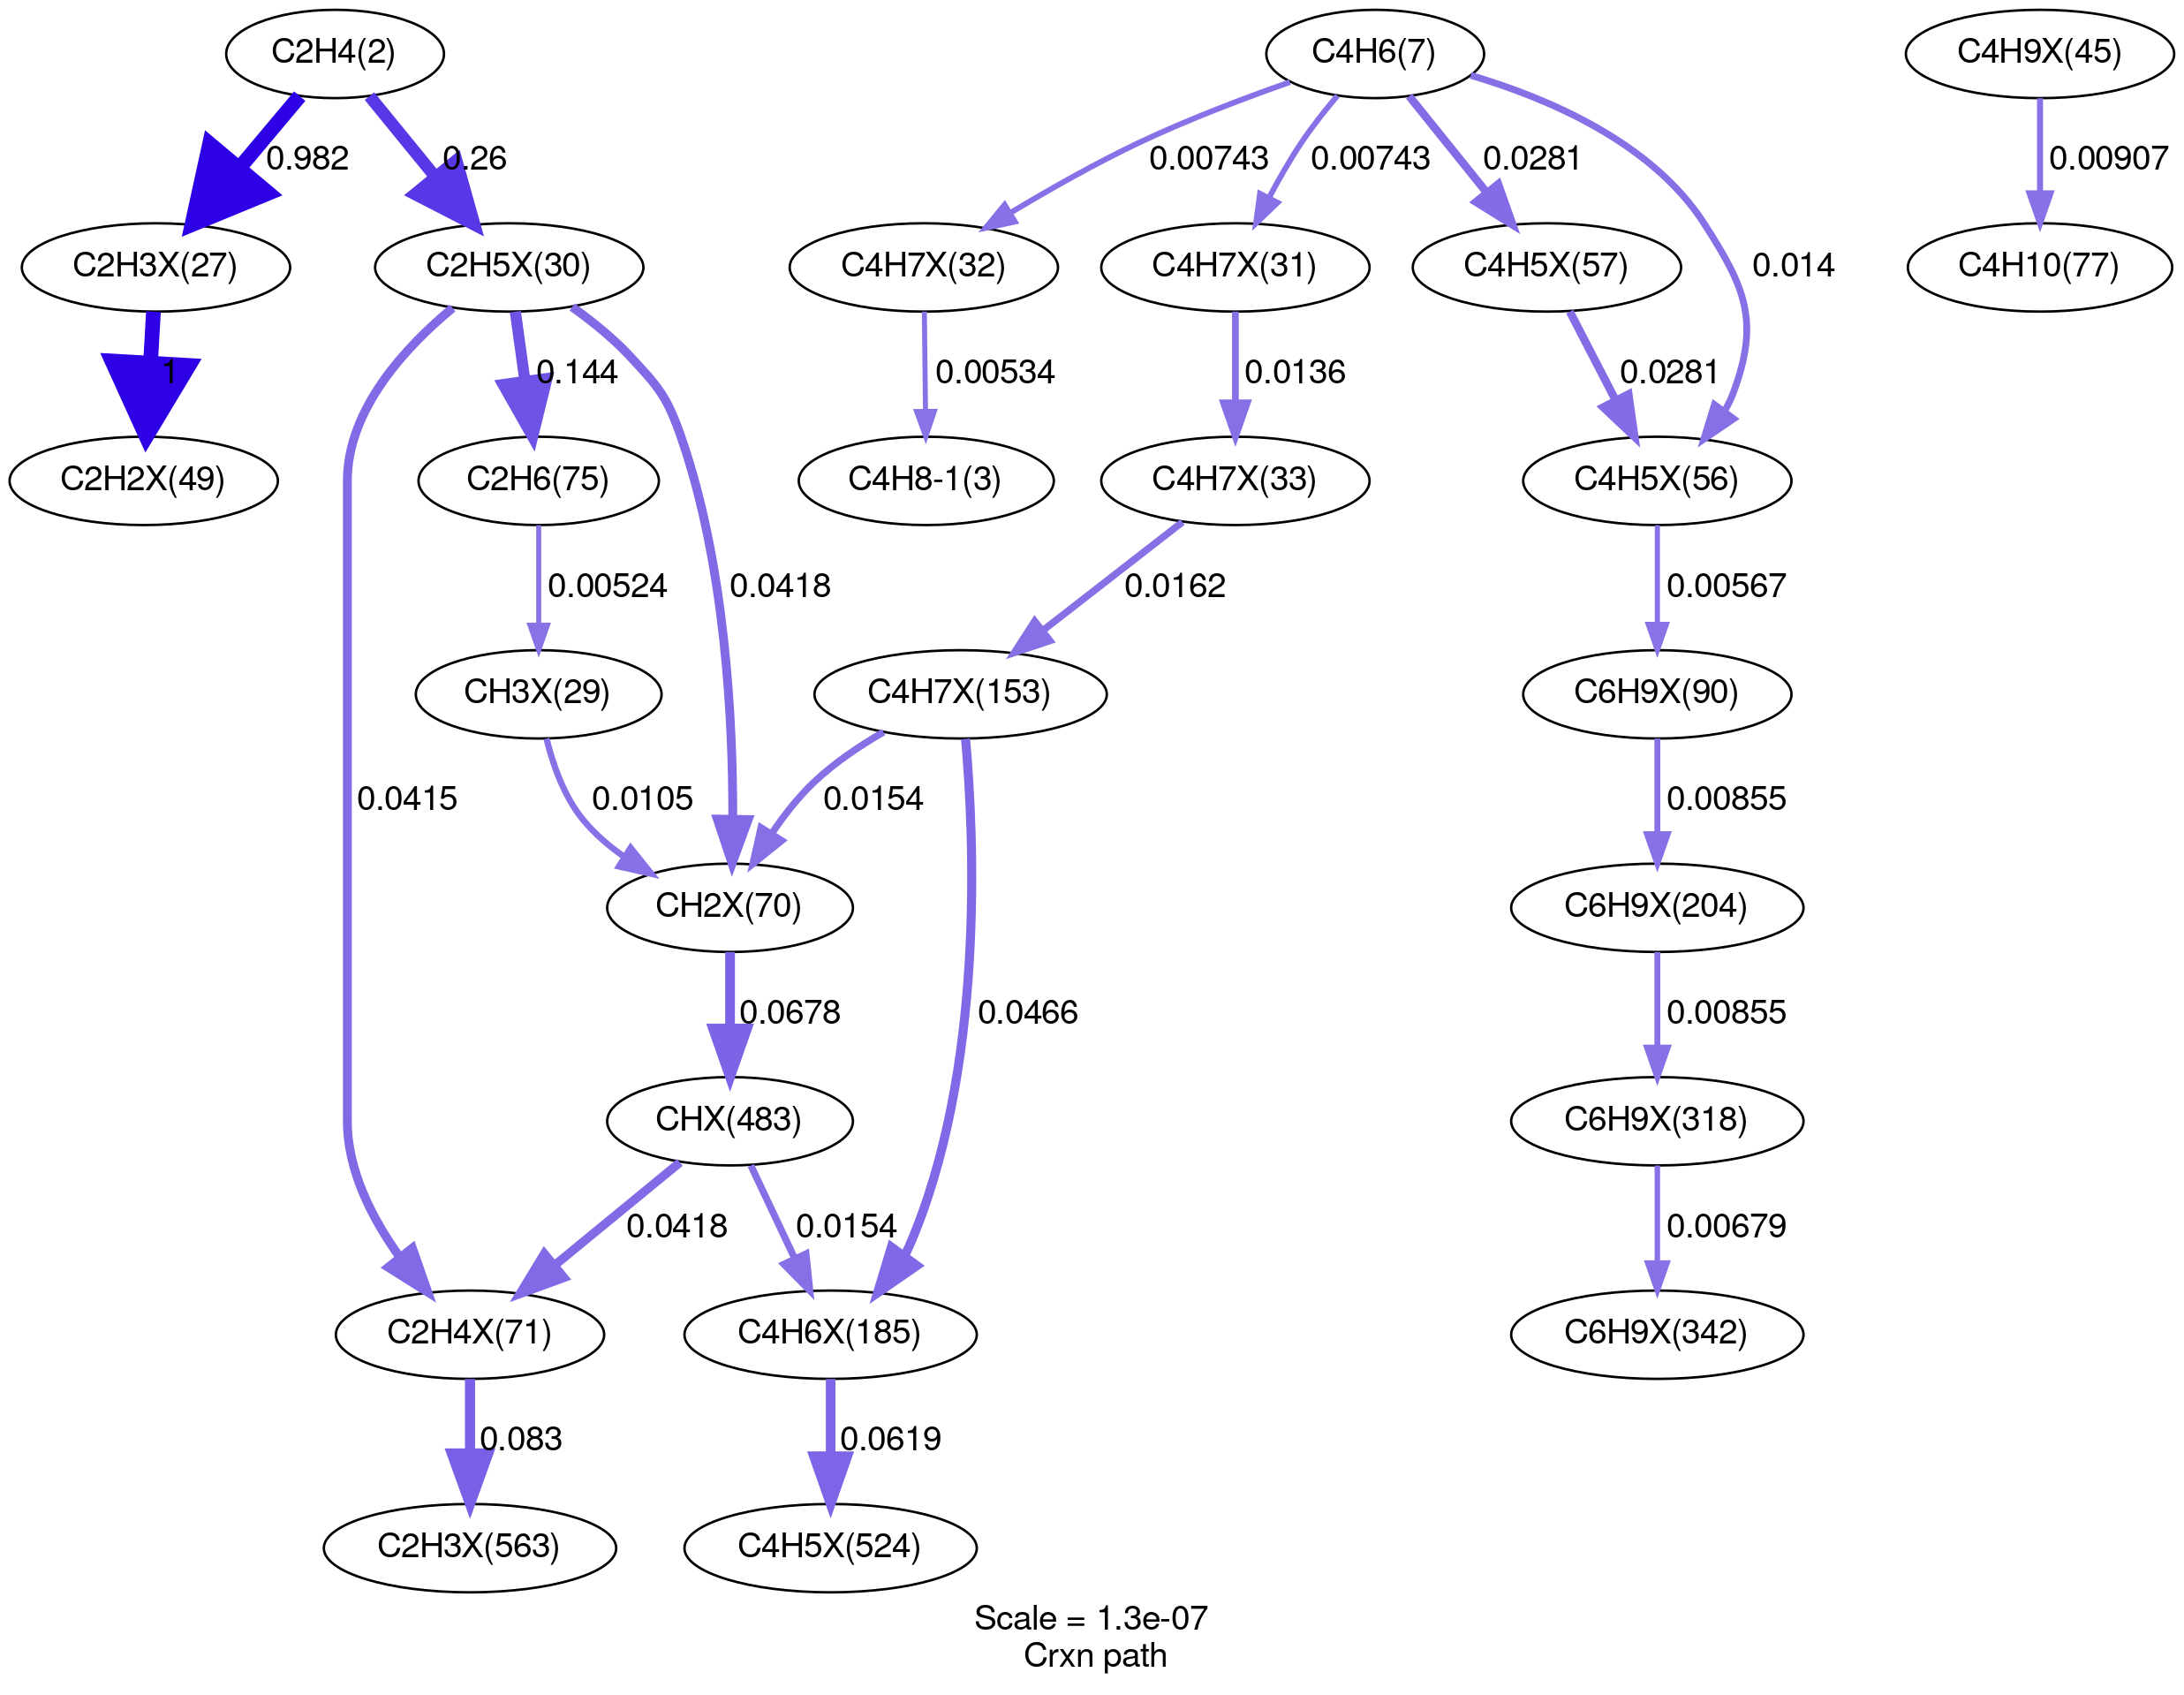 C2H4(2)
C4H6(7)
C4H9X(45)
0.982
0.26
0.00743
0.00743
0.0281
0.00907
C2H3X(27)
C2H5X(30)
C4H7X(32)
C4H7X(31)
C4H5X(57)
0.014
C4H10(77)
1
0.144
0.00534
0.0136
0.0281
C2H2X(49)
C2H6(75)
C4H8-1(3)
C4H7X(33)
C4H5X(56)
0.00524
0.0418
0.0162
0.00567
CH3X(29)
C4H7X(153)
C6H9X(90)
0.0415
0.0105
0.0154
0.00855
CH2X(70)
C6H9X(204)
0.0678
0.0466
0.00855
CHX(483)
C6H9X(318)
0.0418
0.0154
0.00679
C2H4X(71)
C4H6X(185)
C6H9X(342)
0.083
0.0619
C2H3X(563)
C4H5X(524)
Scale = 1.3e-07
Crxn path